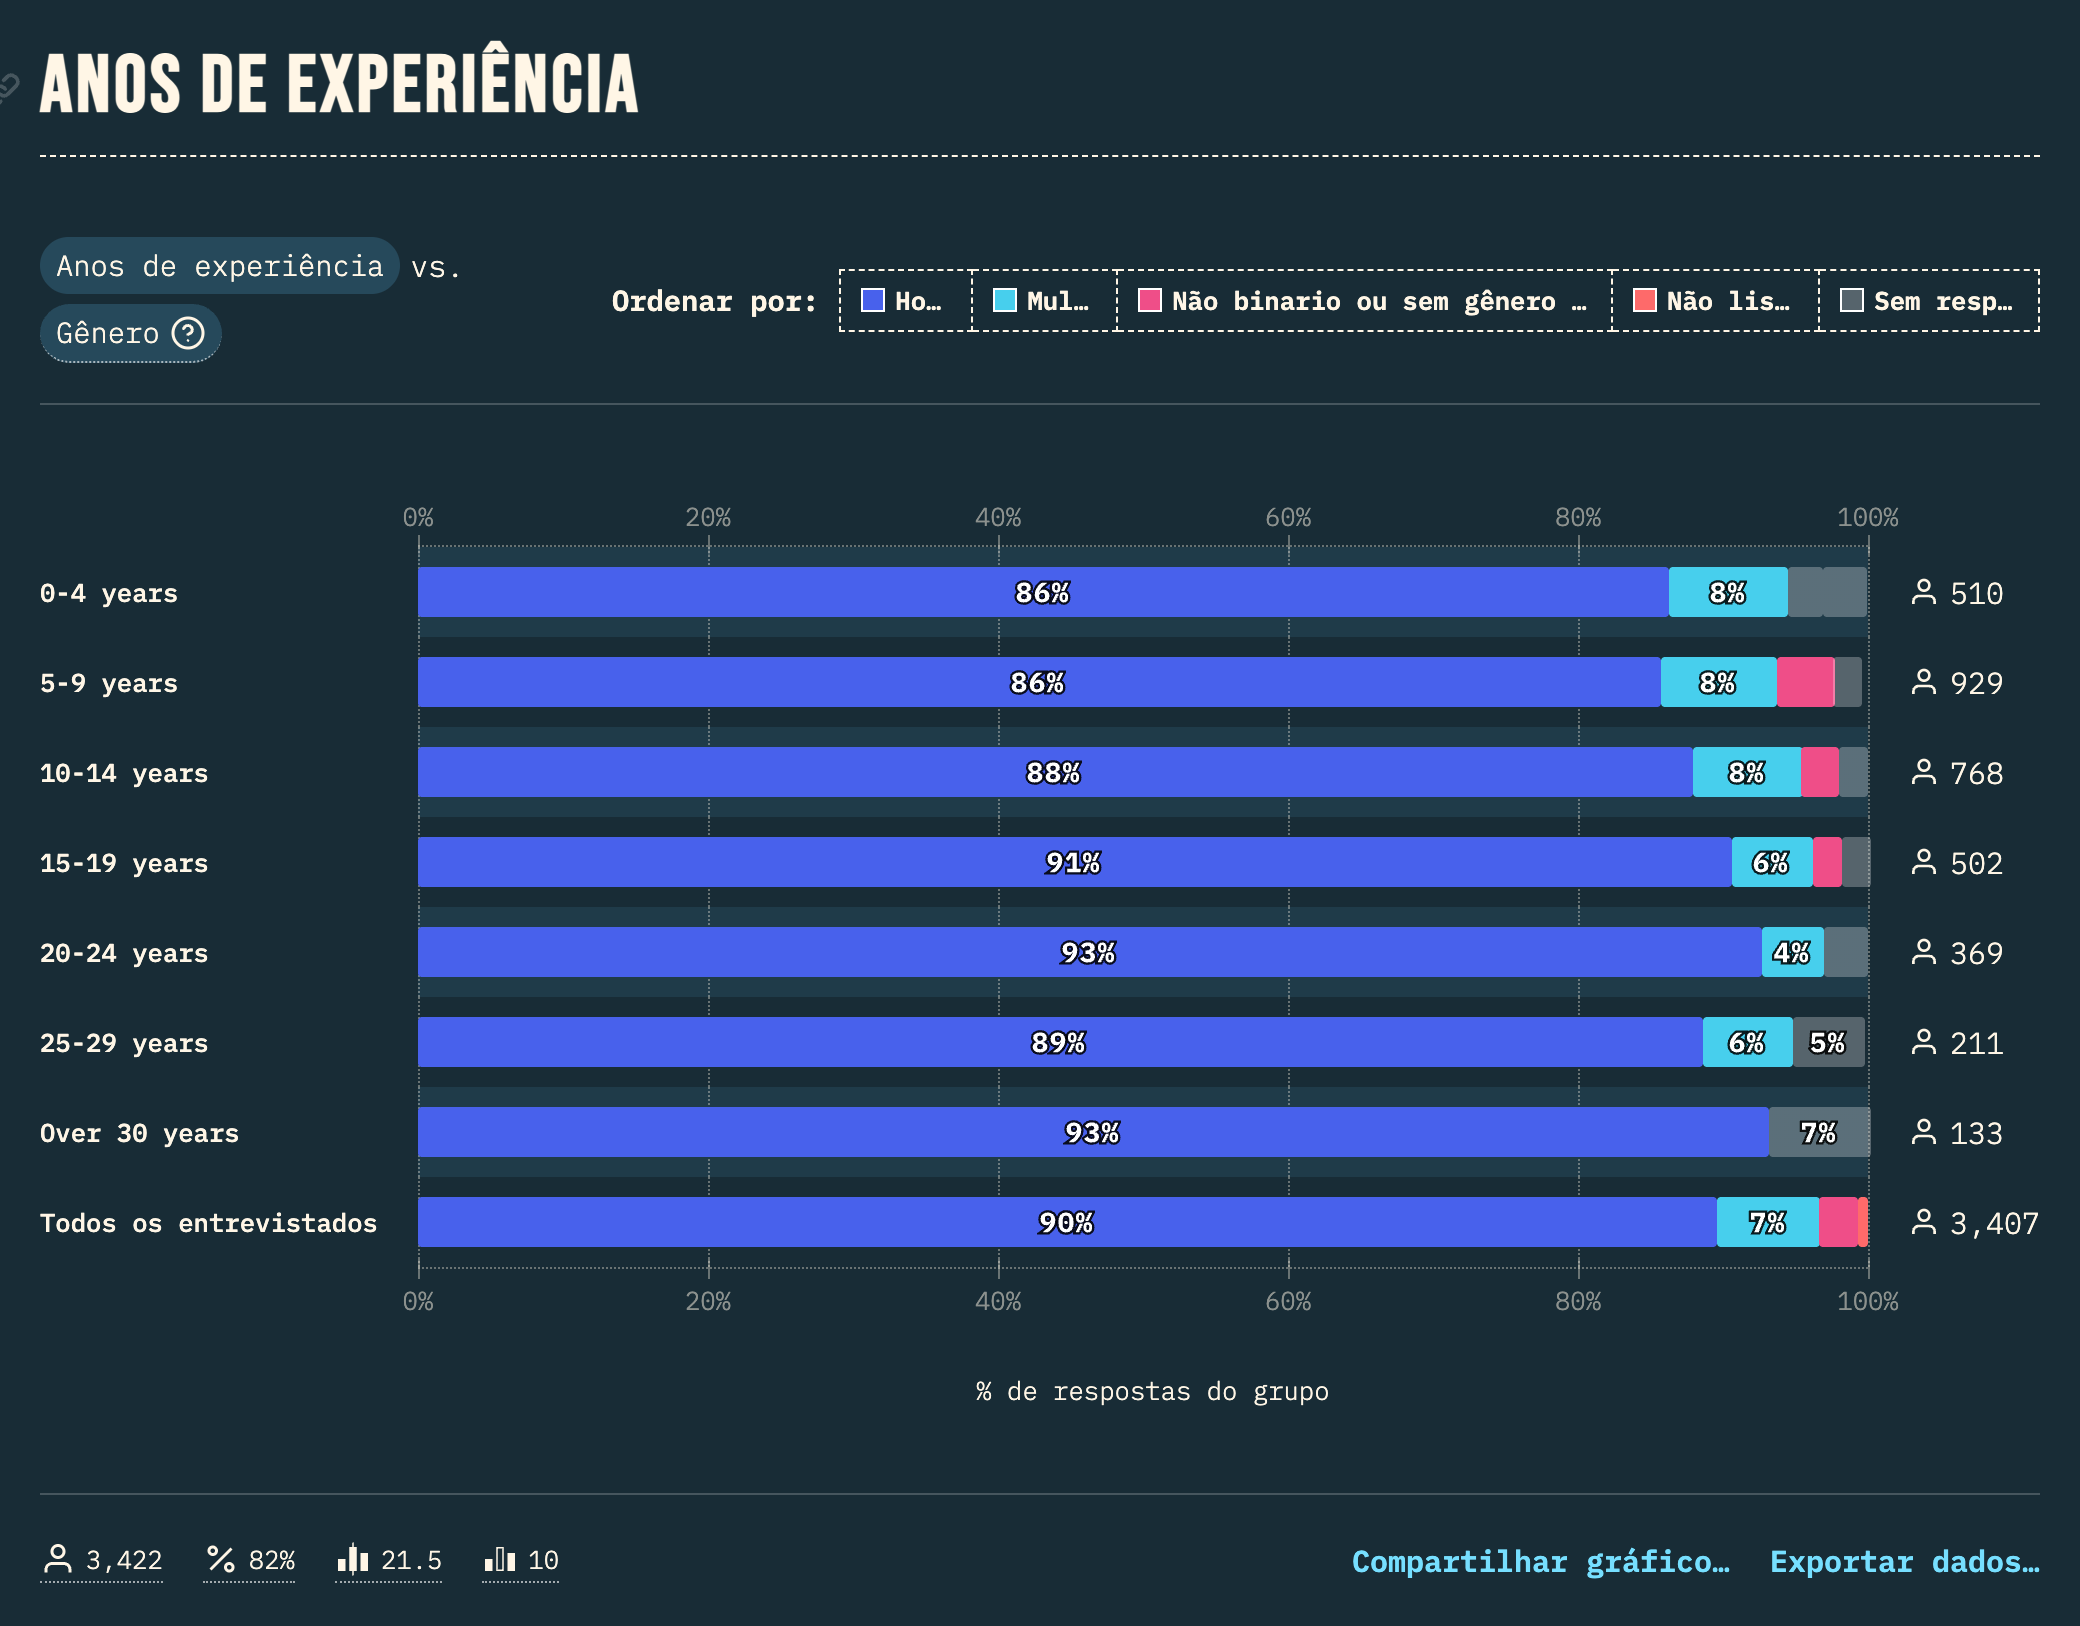 ANOS DE EXPERIÊNCIA
Anos de experiência vs.
Gênero ?
Ordenar por: Ho… Mul… Não binario ou sem gênero … Não lis… Sem resp…
0% 20% 40% 60% 80% 100%
0-4 years 86% 8% 510
5-9 years 86% 8% 929
10-14 years 88% 8% 768
15-19 years 91% 6% 502
20-24 years 93% 4% 369
25-29 years 89% 6% 5% 211
Over 30 years 93% 7% 133
Todos os entrevistados 90% 7% 3,407
0% 20% 40% 60% 80% 100%
% de respostas do grupo
3,422 % 82% 21.5 10 Compartilhar gráfico… Exportar dados…